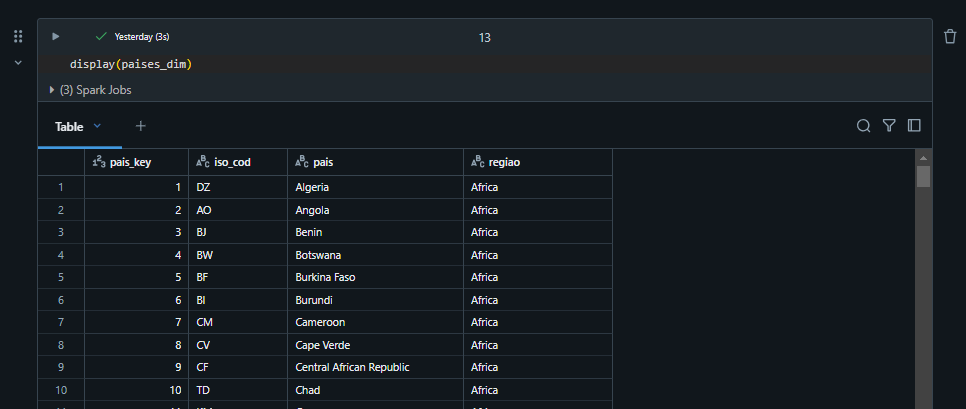 Yesterday (3s)
13
display(paises_dim)
(3) Spark Jobs
Table
pais_key iso_cod pais regiao
1 1 DZ Algeria Africa
2 2 AO Angola Africa
3 3 BJ Benin Africa
4 4 BW Botswana Africa
5 5 BF Burkina Faso Africa
6 6 BI Burundi Africa
7 7 CM Cameroon Africa
8 8 CV Cape Verde Africa
9 9 CF Central African Republic Africa
10 10 TD Chad Africa